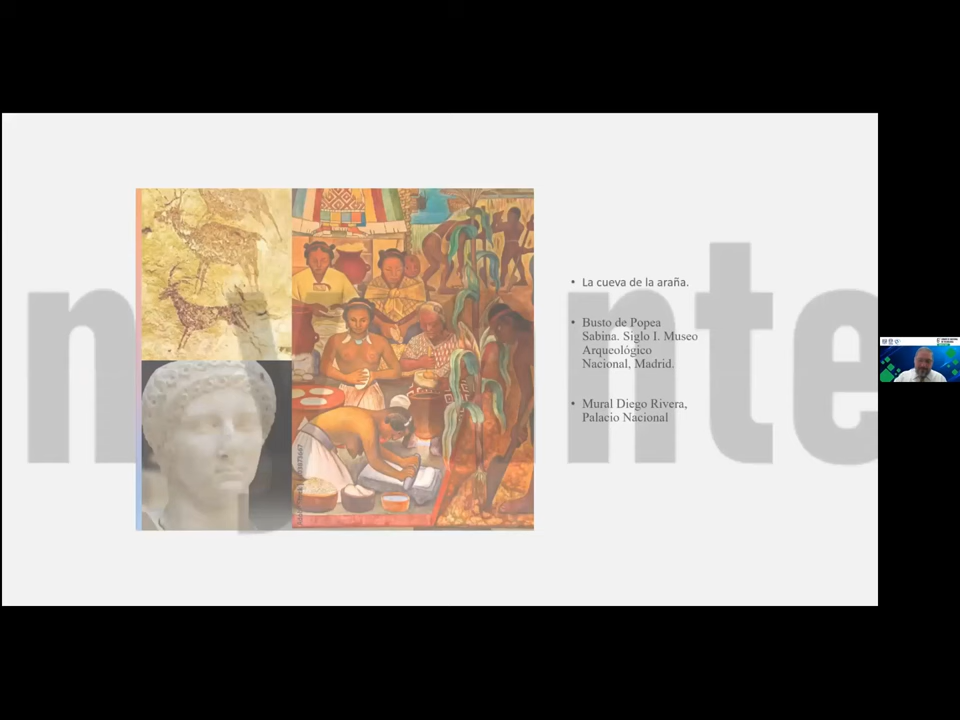 • La cueva de la araña.
• Busto de Popea
Sabina. Siglo I. Museo
Arqueológico
Nacional, Madrid.
• Mural Diego Rivera,
Palacio Nacional